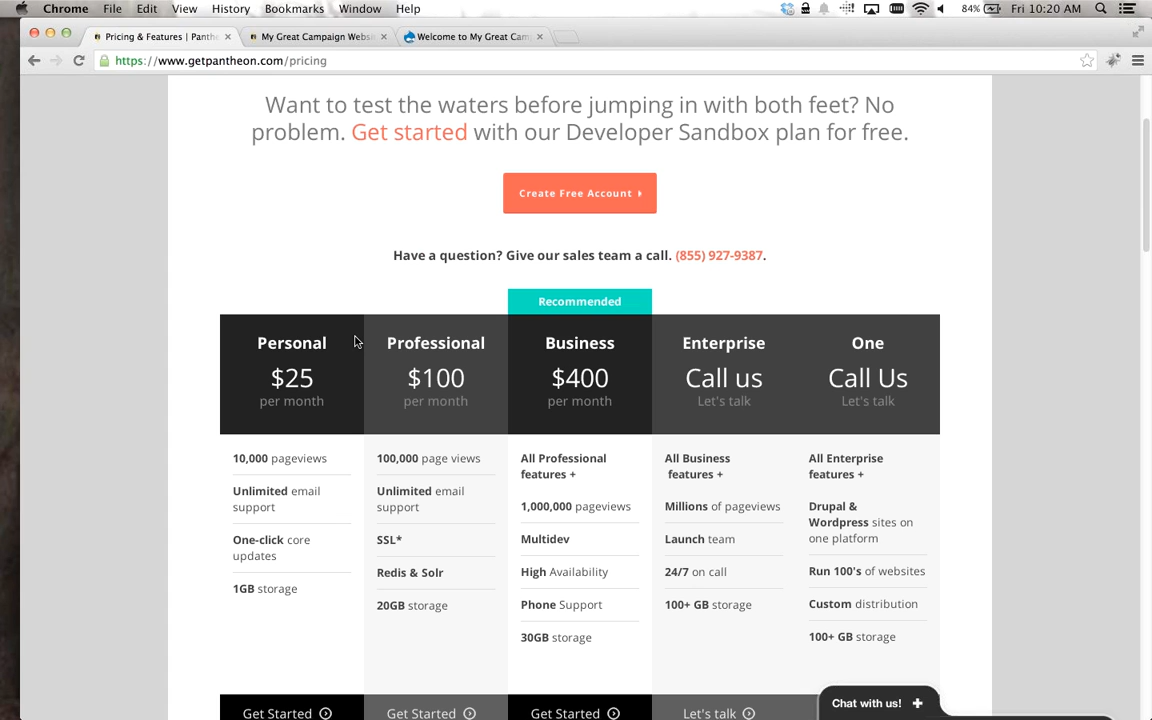 Chrome File Edit View History Bookmarks Window Help 84% Fri 10:20 AM
Pricing & Features | Panthe
My Great Campaign Websi
Welcome to My Great Cam
https://www.getpantheon.com/pricing
Want to test the waters before jumping in with both feet? No
problem. Get started with our Developer Sandbox plan for free.
Create Free Account
Have a question? Give our sales team a call. (855) 927-9387.
Recommended
Personal
$25
per month
10,000 pageviews
Unlimited email
support
One-click core
updates
1GB storage
Get Started
Professional
$100
per month
100,000 page views
Unlimited email
support
SSL*
Redis & Solr
20GB storage
Get Started
Business
$400
per month
All Professional
features +
1,000,000 pageviews
Multidev
High Availability
Phone Support
30GB storage
Get Started
Enterprise
Call us
Let's talk
All Business
features +
Millions of pageviews
Launch team
24/7 on call
100+ GB storage
Let's talk
One
Call Us
Let's talk
All Enterprise
features +
Drupal &
Wordpress sites on
one platform
Run 100's of websites
Custom distribution
100+ GB storage
Chat with us! +